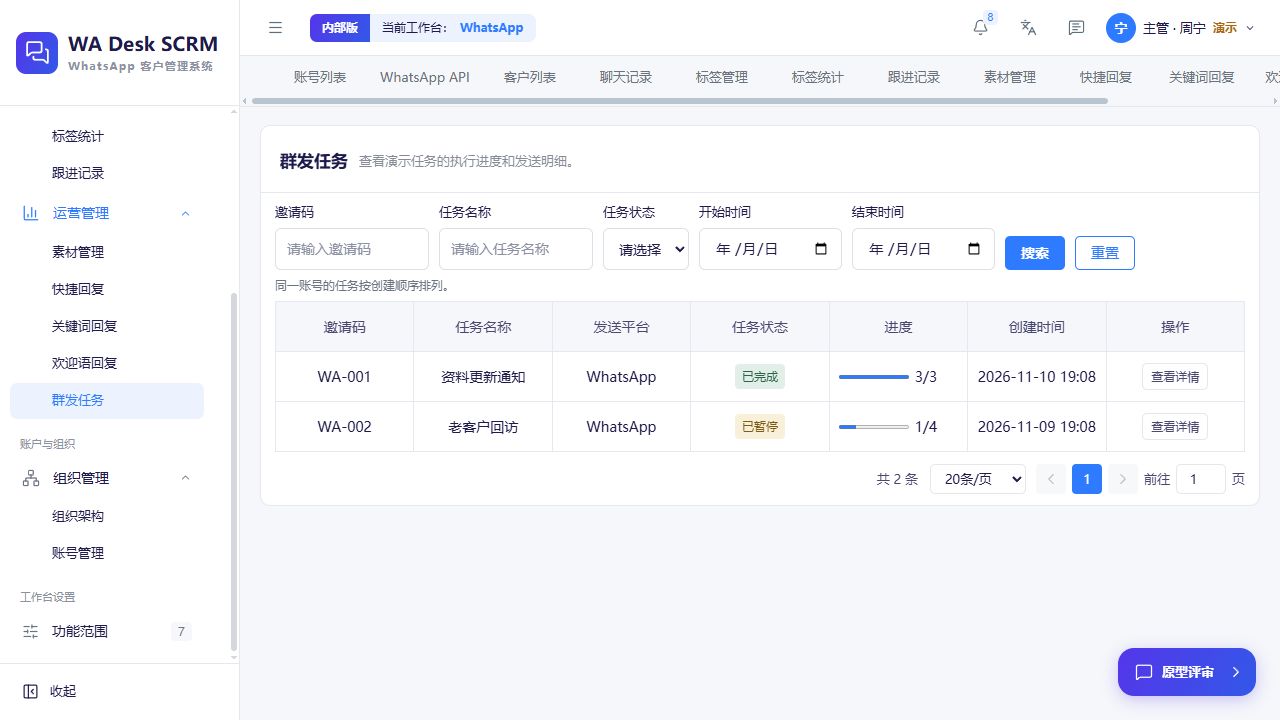 WA Desk SCRM
WhatsApp 客户管理系统
内部版 当前工作台： WhatsApp
8
宁 主管 · 周宁 演示
账号列表 WhatsApp API 客户列表 聊天记录 标签管理 标签统计 跟进记录 素材管理 快捷回复 关键词回复
标签统计
跟进记录
运营管理
素材管理
快捷回复
关键词回复
欢迎语回复
群发任务
账户与组织
组织管理
组织架构
账号管理
工作台设置
功能范围 7
收起
群发任务 查看演示任务的执行进度和发送明细。
邀请码 任务名称 任务状态 开始时间 结束时间
请输入邀请码 请输入任务名称 请选择 年 /月/日 年 /月/日 搜索 重置
同一账号的任务按创建顺序排列。
邀请码 任务名称 发送平台 任务状态 进度 创建时间 操作
WA-001 资料更新通知 WhatsApp 已完成 3/3 2026-11-10 19:08 查看详情
WA-002 老客户回访 WhatsApp 已暂停 1/4 2026-11-09 19:08 查看详情
共 2 条 20条/页 1 前往 1 页
原型评审